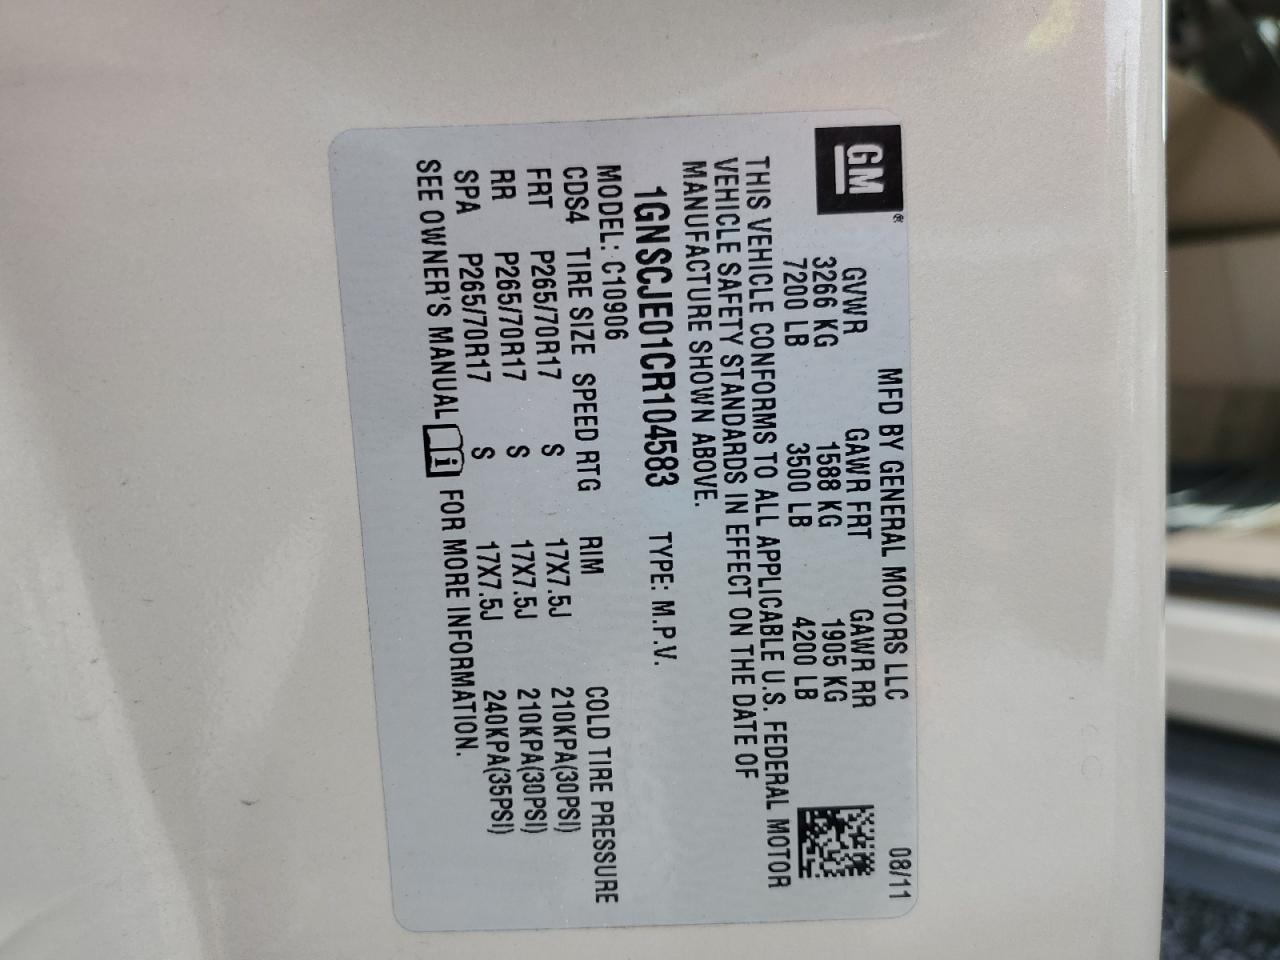 GM® MFD BY GENERAL MOTORS LLC 08/11
GVWR GAWR FRT GAWR RR
3266 KG 1588 KG 1905 KG
7200 LB 3500 LB 4200 LB
THIS VEHICLE CONFORMS TO ALL APPLICABLE U.S. FEDERAL MOTOR
VEHICLE SAFETY STANDARDS IN EFFECT ON THE DATE OF
MANUFACTURE SHOWN ABOVE.
1GNSCJE01CR104583 TYPE: M.P.V.
MODEL: C10906
CDS4 TIRE SIZE SPEED RTG RIM COLD TIRE PRESSURE
FRT P265/70R17 S 17X7.5J 210KPA(30PSI)
RR P265/70R17 S 17X7.5J 210KPA(30PSI)
SPA P265/70R17 S 17X7.5J 240KPA(35PSI)
SEE OWNER'S MANUAL i FOR MORE INFORMATION.